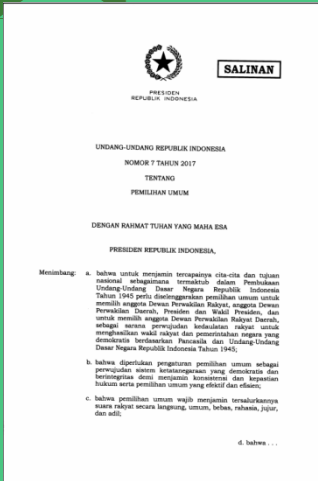 SALINAN
PRESIDEN
REPUBLIK INDONESIA
UNDANG-UNDANG REPUBLIK INDONESIA
NOMOR 7 TAHUN 2017
TENTANG
PEMILIHAN UMUM
DENGAN RAHMAT TUHAN YANG MAHA ESA
PRESIDEN REPUBLIK INDONESIA,
Menimbang: a. bahwa untuk menjamin tercapainya cita-cita dan tujuan
nasional sebagaimana termaktub dalam Pembukaan
Undang-Undang Dasar Negara Republik Indonesia
Tahun 1945 perlu diselenggarakan pemilihan umum untuk
memilih anggota Dewan Perwakilan Rakyat, anggota Dewan
Perwakilan Daerah, Presiden dan Wakil Presiden, dan
untuk memilih anggota Dewan Perwakilan Rakyat Daerah,
sebagai sarana perwujudan kedaulatan rakyat untuk
menghasilkan wakil rakyat dan pemerintahan negara yang
demokratis berdasarkan Pancasila dan Undang-Undang
Dasar Negara Republik Indonesia Tahun 1945;
b. bahwa diperlukan pengaturan pemilihan umum sebagai
perwujudan sistem ketatanegaraan yang demokratis dan
berintegritas demi menjamin konsistensi dan kepastian
hukum serta pemilihan umum yang efektif dan efisien;
c. bahwa pemilihan umum wajib menjamin tersalurkannya
suara rakyat secara langsung, umum, bebas, rahasia, jujur,
dan adil;
d. bahwa . . .